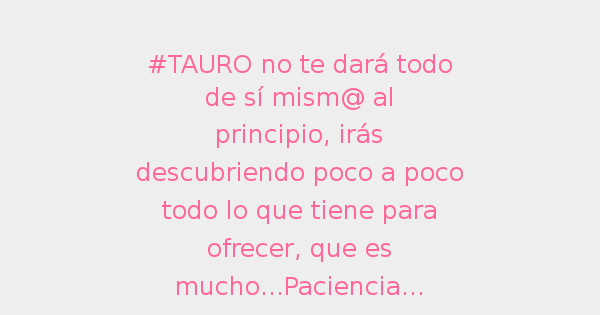 #TAURO no te dará todo
de sí mism@ al
principio, irás
descubriendo poco a poco
todo lo que tiene para
ofrecer, que es
mucho...Paciencia...